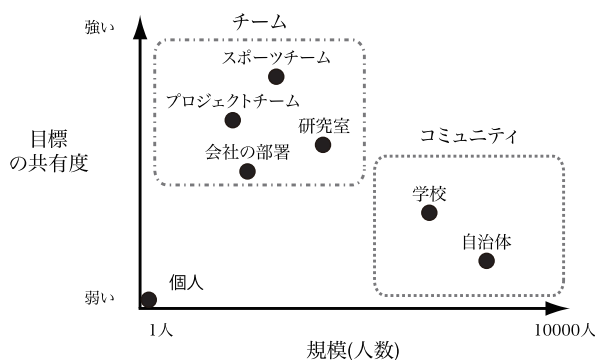 チーム
強い
スポーツチーム
プロジェクトチーム
研究室
会社の部署
目標
の共有度
コミュニティ
学校
自治体
個人
弱い
1人
10000人
規模(人数)